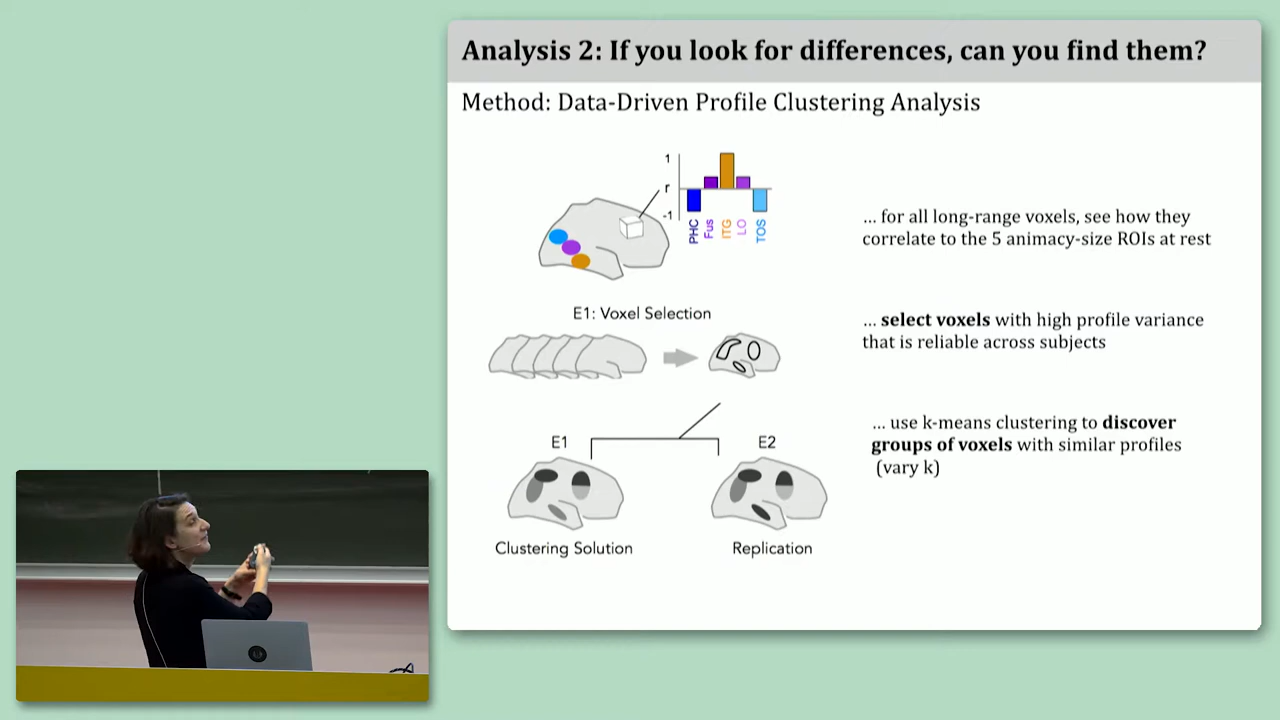 Analysis 2: If you look for differences, can you find them?
Method: Data-Driven Profile Clustering Analysis
1
r
-1
PHC
Fus
ITG
LO
TOS
... for all long-range voxels, see how they
correlate to the 5 animacy-size ROIs at rest
E1: Voxel Selection
... select voxels with high profile variance
that is reliable across subjects
... use k-means clustering to discover
groups of voxels with similar profiles
(vary k)
E1
E2
Clustering Solution
Replication